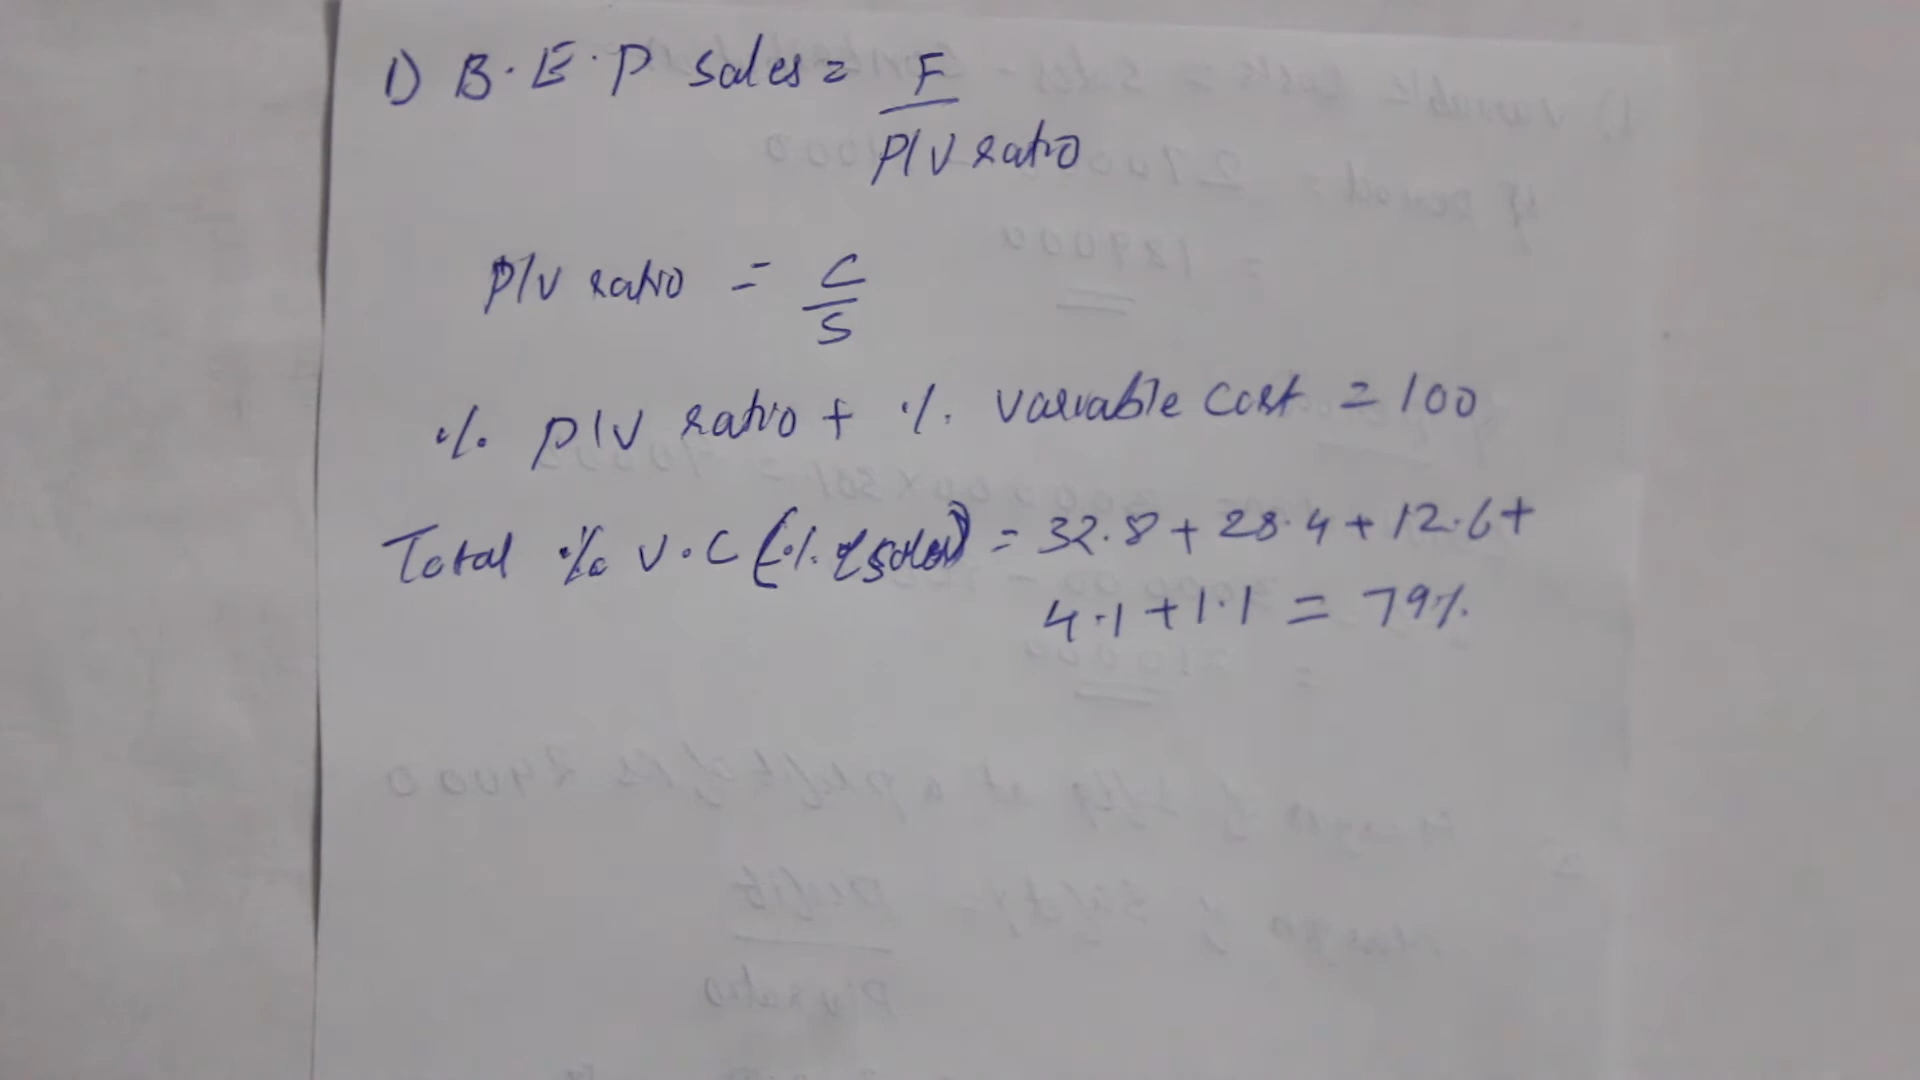 1) B.E.P sales = F
P/V ratio
P/V ratio = C
S
% P/V ratio + % variable cost = 100
Total % V.C (% of sales) = 32.8 + 28.4 + 12.6 +
4.1 + 1.1 = 79%